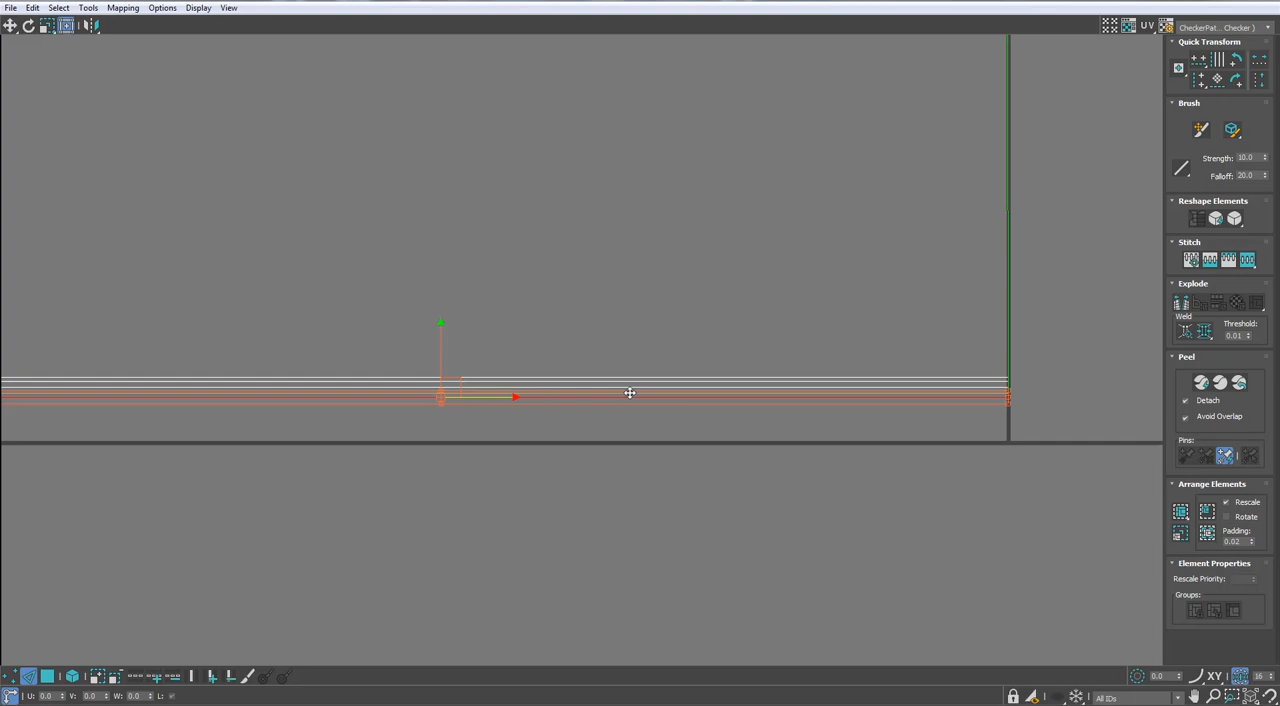 File Edit Select Tools Mapping Options Display View
UV CheckerPat... Checker )
Quick Transform
Brush
Strength: 10.0
Falloff: 20.0
Reshape Elements
Stitch
Explode
Weld
Threshold:
0.01
Peel
Detach
Avoid Overlap
Pins:
Arrange Elements
Rescale
Rotate
Padding:
0.02
Element Properties
Rescale Priority:
Groups:
0.0 XY 16
U: 0.0 V: 0.0 W: 0.0 L: All IDs